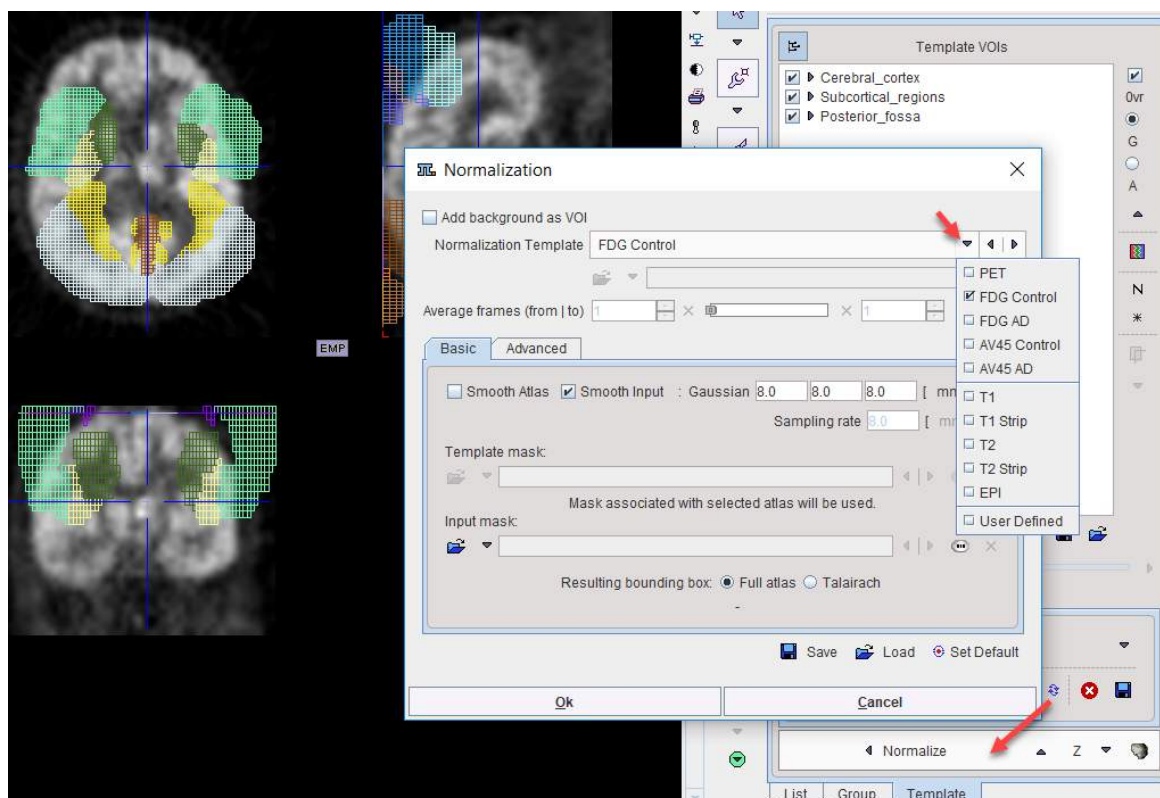 Template VOIs
Cerebral_cortex
Subcortical_regions
Posterior_fossa
Ovr
G
A
N
Normalization
Add background as VOI
Normalization Template FDG Control
PET
FDG Control
FDG AD
AV45 Control
AV45 AD
T1
T1 Strip
T2
T2 Strip
EPI
User Defined
Average frames (from | to) 1 1
EMP
Basic Advanced
Smooth Atlas Smooth Input : Gaussian 8.0 8.0 8.0 [
Sampling rate 8.0 [
Template mask:
Mask associated with selected atlas will be used.
Input mask:
Resulting bounding box: Full atlas Talairach
-
Save Load Set Default
Ok Cancel
Normalize Z
List Group Template